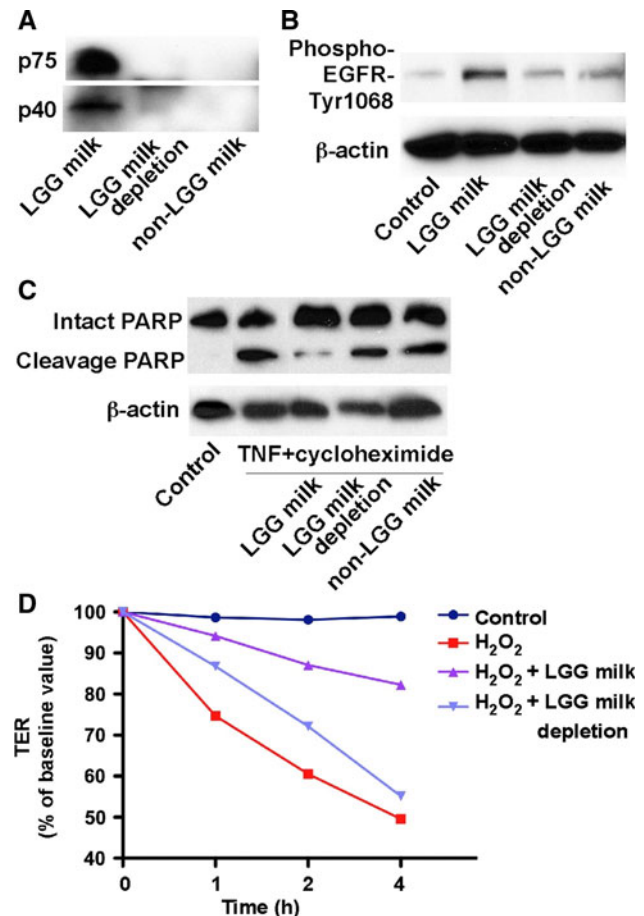 A
p75
p40
LGG milk
LGG milk
depletion
non-LGG milk
B
Phospho-
EGFR-
Tyr1068
β-actin
Control
LGG milk
LGG milk
depletion
non-LGG milk
C
Intact PARP
Cleavage PARP
β-actin
Control
TNF+cycloheximide
LGG milk
LGG milk
depletion
non-LGG milk
D
TER
(% of baseline value)
100
90
80
70
60
50
40
0
1
2
4
Time (h)
Control
H₂O₂
H₂O₂ + LGG milk
H₂O₂ + LGG milk
depletion